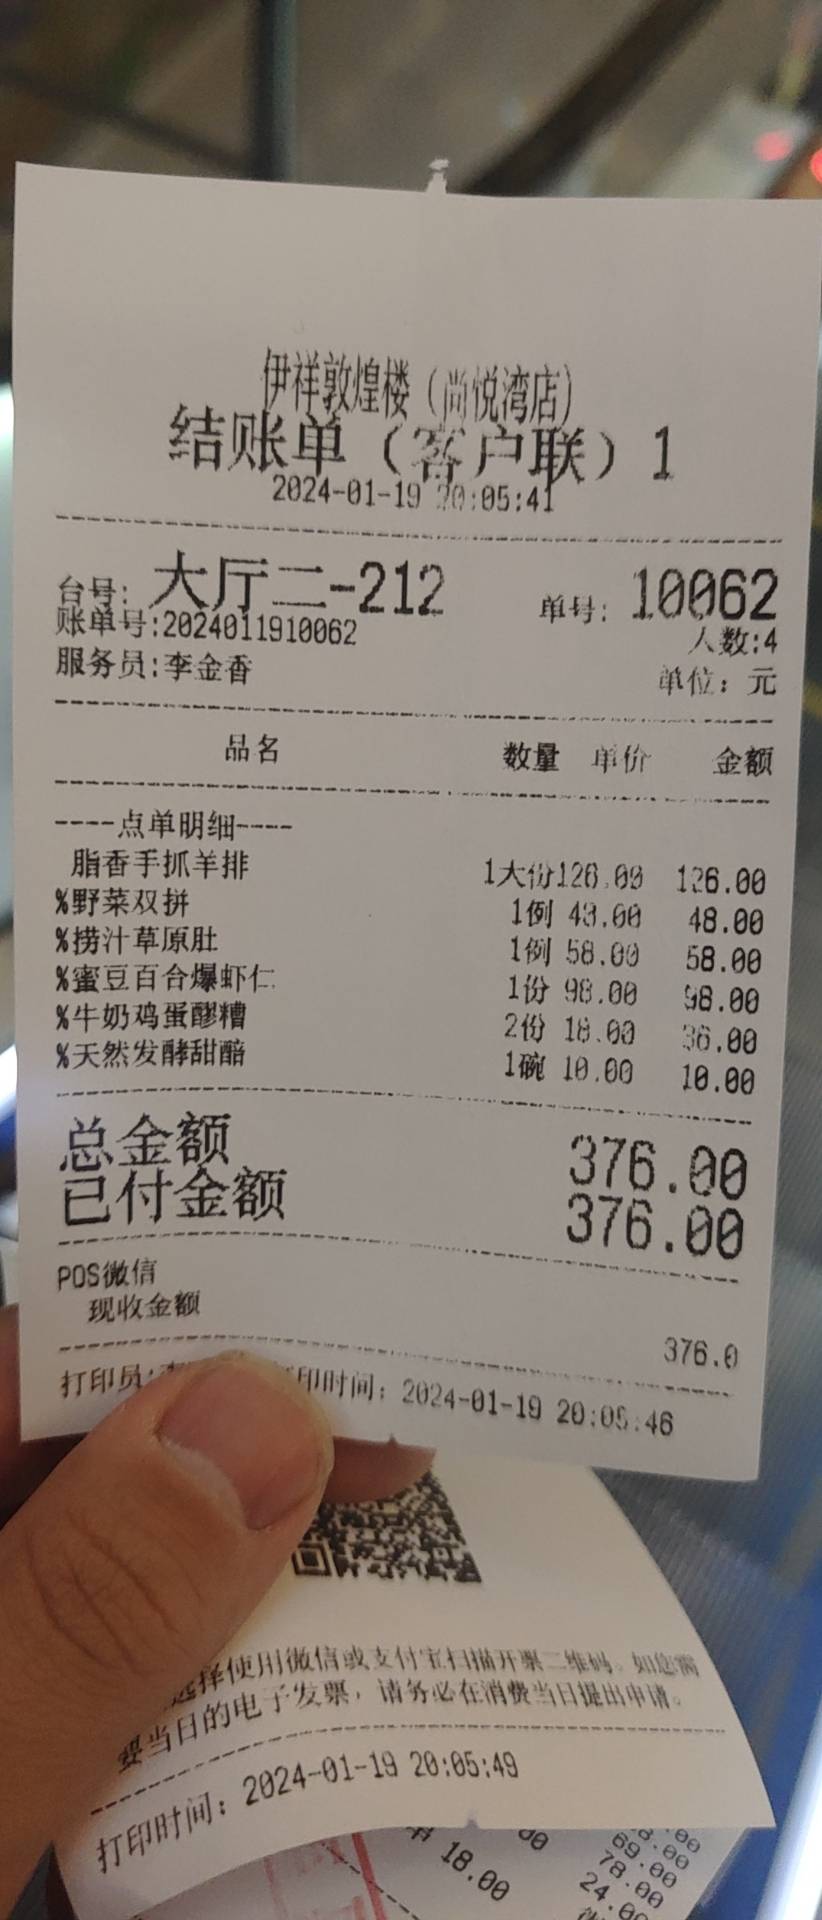 伊祥敦煌楼（尚悦湾店）
结账单（客户联）1
2024-01-19 20:05:41
台号：大厅二-212 单号：10062
账单号:2024011910062 人数:4
服务员:李金香 单位：元
品名 数量 单价 金额
----点单明细----
脂香手抓羊排 1大份126.00 126.00
%野菜双拼 1例 48.00 48.00
%捞汁草原肚 1例 58.00 58.00
%蜜豆百合爆虾仁 1份 98.00 98.00
%牛奶鸡蛋醪糟 2份 18.00 36.00
%天然发酵甜醅 1碗 10.00 10.00
总金额 376.00
已付金额 376.00
POS微信
现收金额 376.0
打印员: 打印时间：2024-01-19 20:05:46
选择使用微信或支付宝扫描开票二维码。如您需
要当日的电子发票，请务必在消费当日提出申请。
打印时间：2024-01-19 20:05:49
18.00
69.00
78.00
24.00